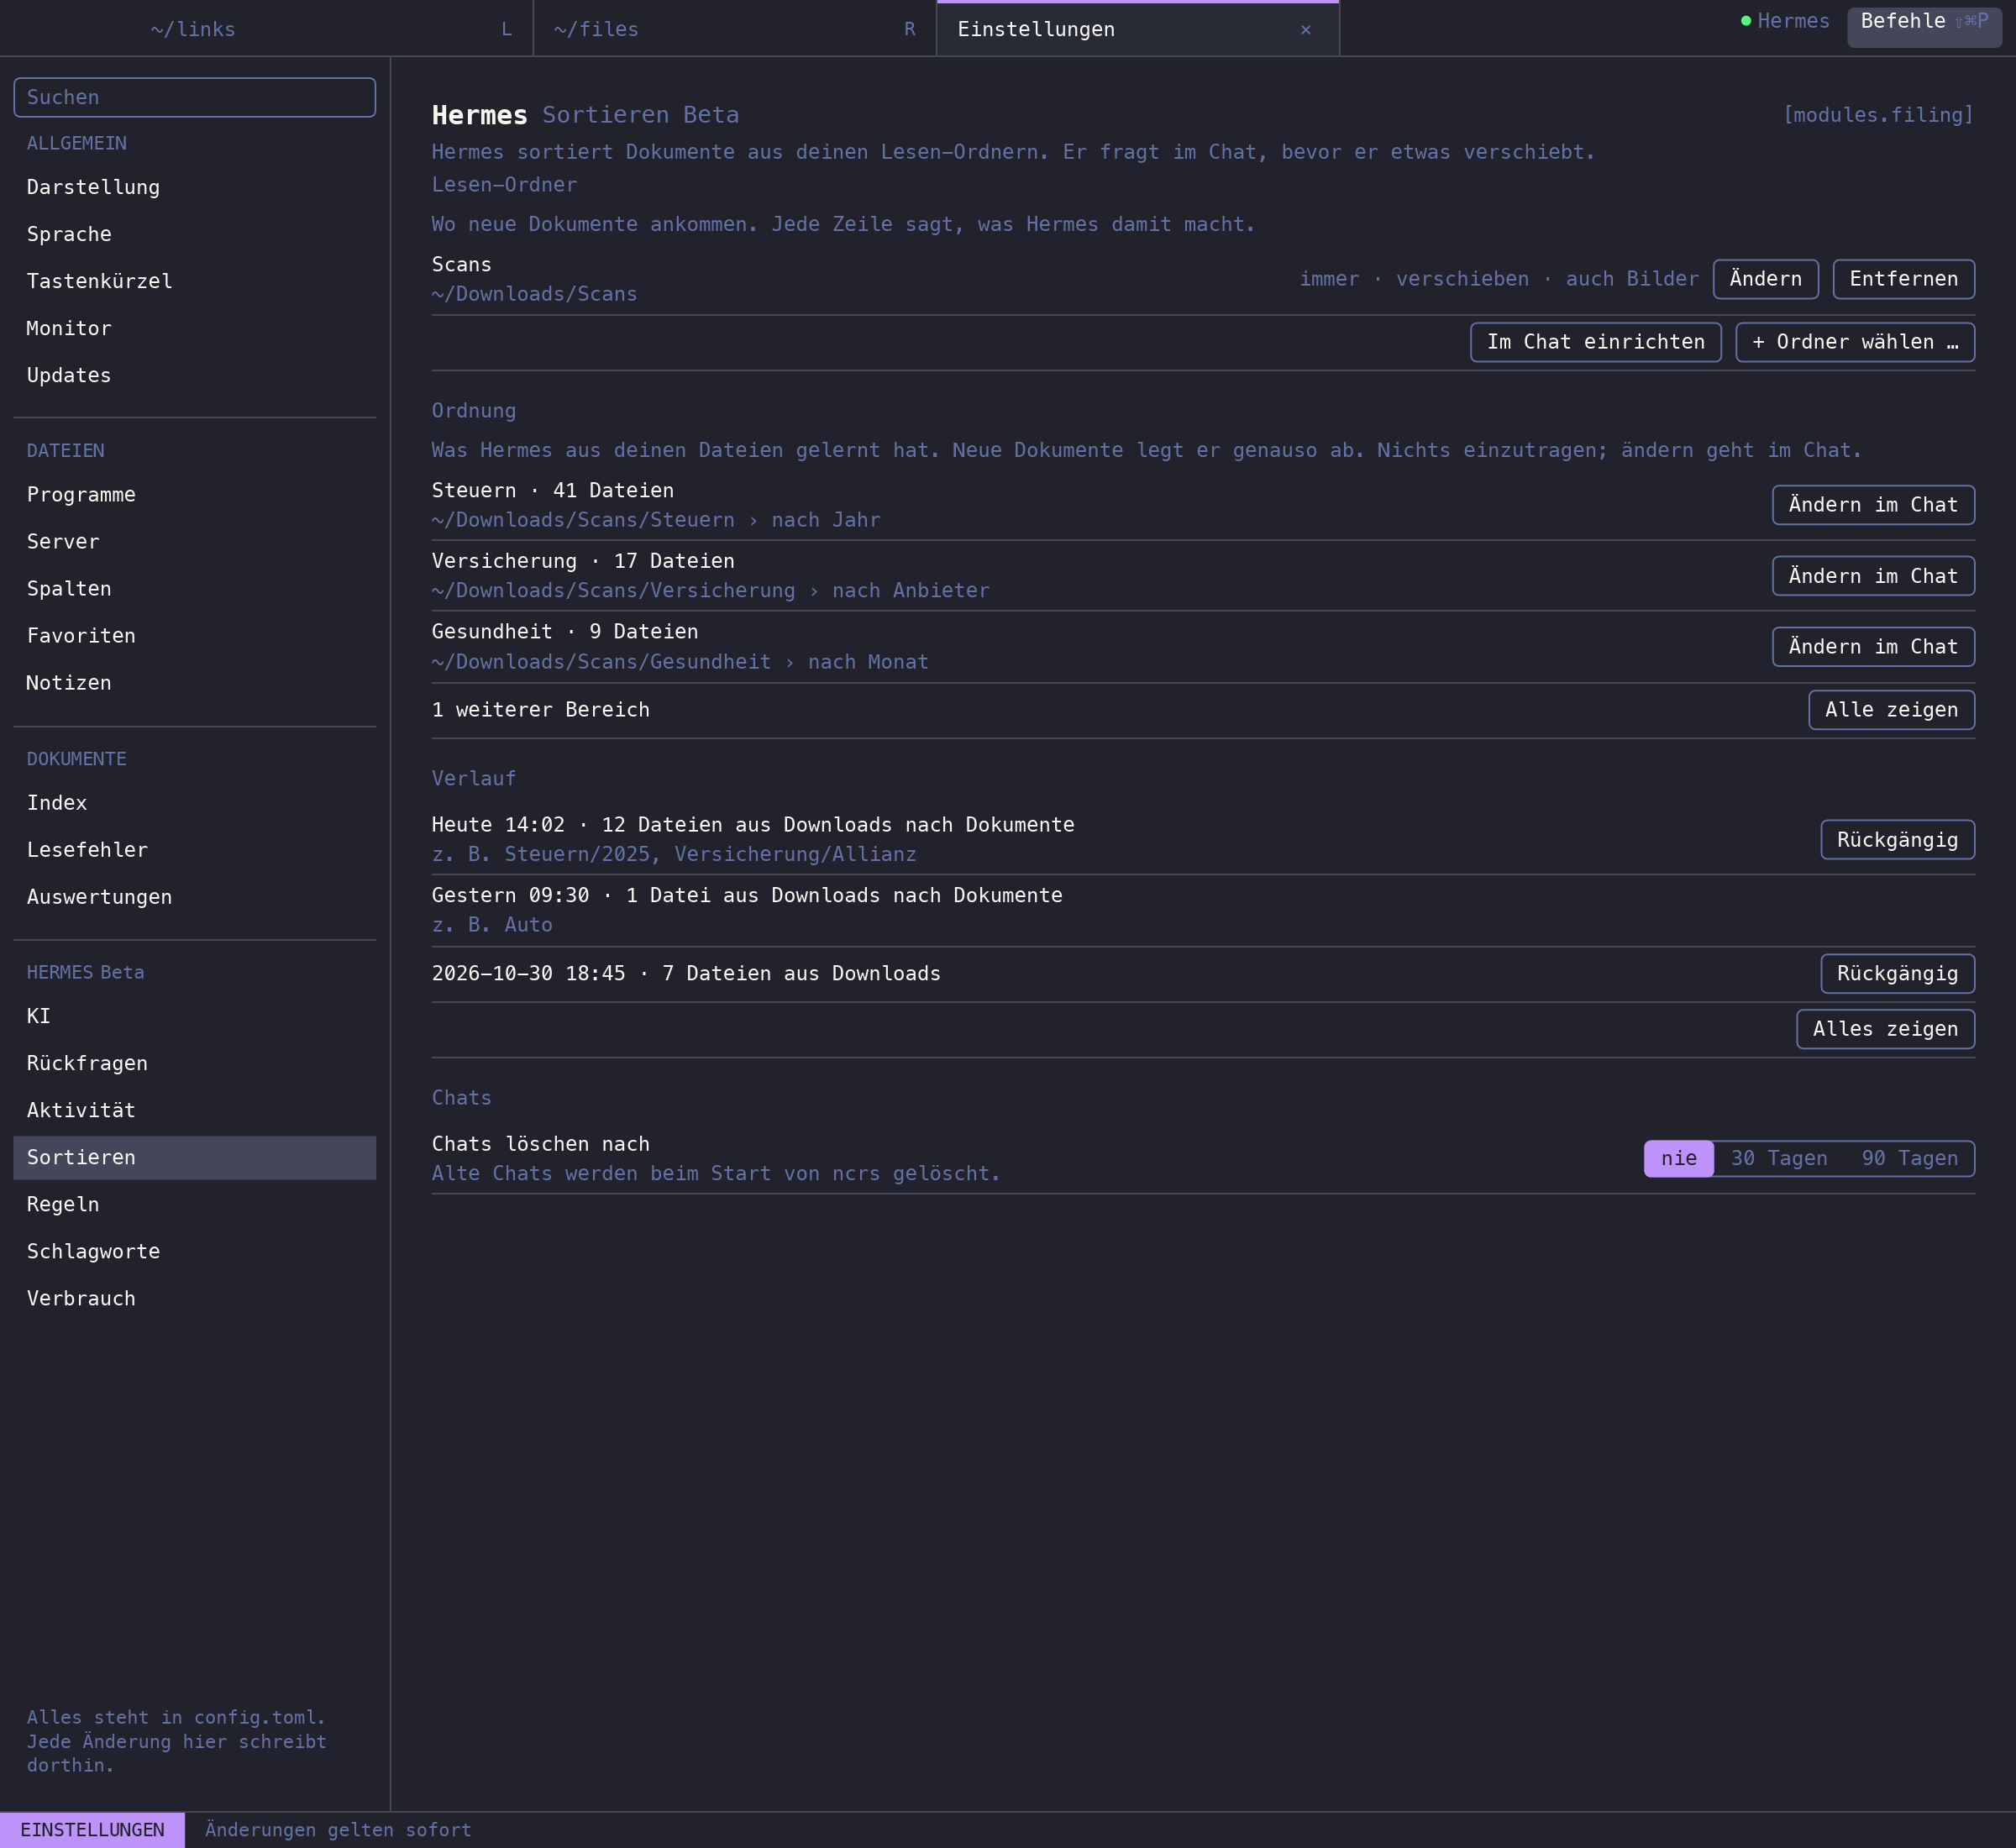 ~/links L ~/files R Einstellungen × Hermes Befehle ⇧⌘P
Suchen
ALLGEMEIN
Darstellung
Sprache
Tastenkürzel
Monitor
Updates
DATEIEN
Programme
Server
Spalten
Favoriten
Notizen
DOKUMENTE
Index
Lesefehler
Auswertungen
HERMES Beta
KI
Rückfragen
Aktivität
Sortieren
Regeln
Schlagworte
Verbrauch
Alles steht in config.toml.
Jede Änderung hier schreibt
dorthin.
Hermes Sortieren Beta [modules.filing]
Hermes sortiert Dokumente aus deinen Lesen-Ordnern. Er fragt im Chat, bevor er etwas verschiebt.
Lesen-Ordner
Wo neue Dokumente ankommen. Jede Zeile sagt, was Hermes damit macht.
Scans
~/Downloads/Scans
immer · verschieben · auch Bilder Ändern Entfernen
Im Chat einrichten + Ordner wählen …
Ordnung
Was Hermes aus deinen Dateien gelernt hat. Neue Dokumente legt er genauso ab. Nichts einzutragen; ändern geht im Chat.
Steuern · 41 Dateien
~/Downloads/Scans/Steuern › nach Jahr
Ändern im Chat
Versicherung · 17 Dateien
~/Downloads/Scans/Versicherung › nach Anbieter
Ändern im Chat
Gesundheit · 9 Dateien
~/Downloads/Scans/Gesundheit › nach Monat
Ändern im Chat
1 weiterer Bereich Alle zeigen
Verlauf
Heute 14:02 · 12 Dateien aus Downloads nach Dokumente
z. B. Steuern/2025, Versicherung/Allianz
Rückgängig
Gestern 09:30 · 1 Datei aus Downloads nach Dokumente
z. B. Auto
2026-10-30 18:45 · 7 Dateien aus Downloads Rückgängig
Alles zeigen
Chats
Chats löschen nach
Alte Chats werden beim Start von ncrs gelöscht.
nie 30 Tagen 90 Tagen
EINSTELLUNGEN Änderungen gelten sofort